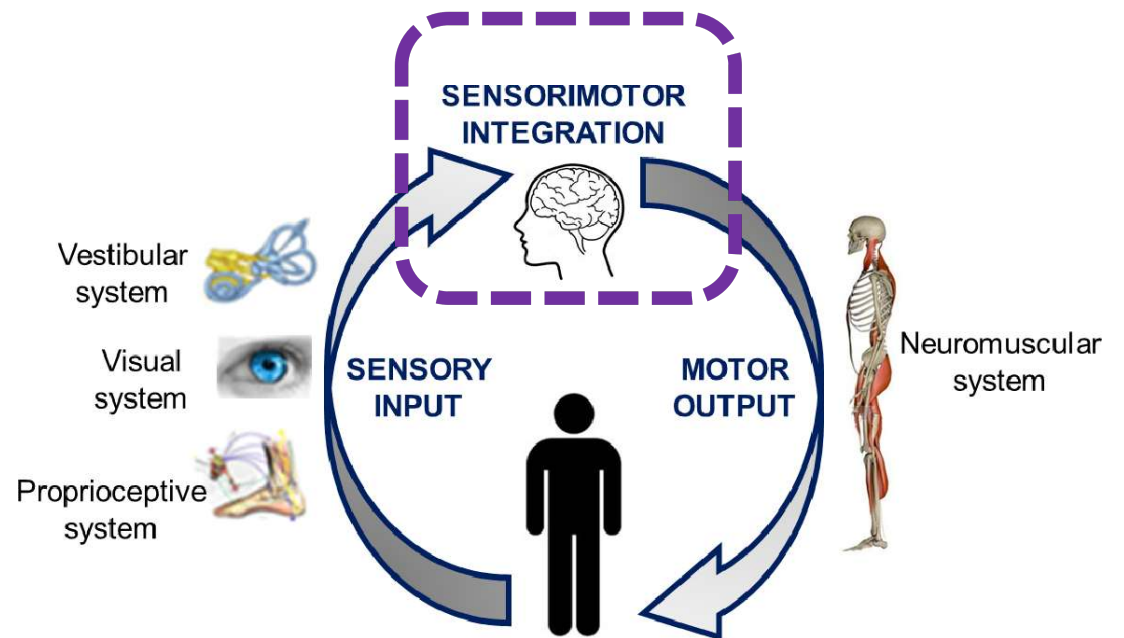 SENSORIMOTOR
INTEGRATION
Vestibular
system
Visual
system
Proprioceptive
system
SENSORY
INPUT
MOTOR
OUTPUT
Neuromuscular
system